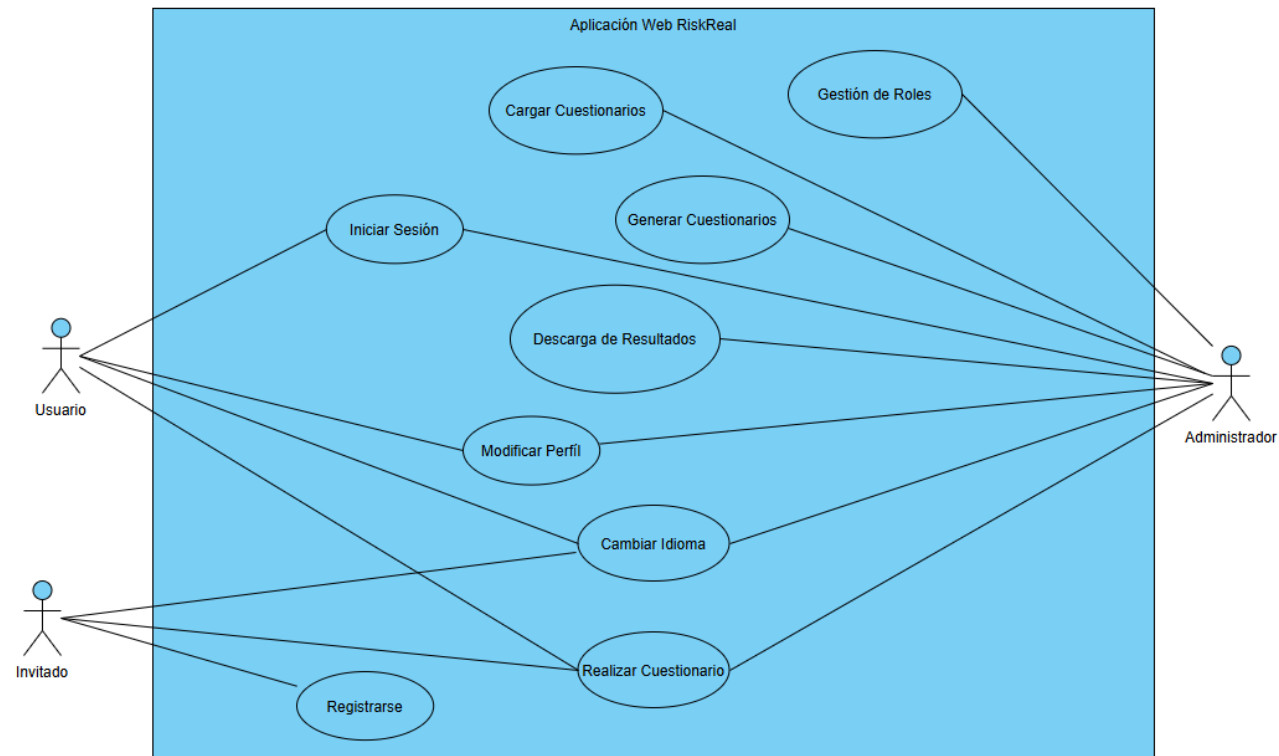 Aplicación Web RiskReal
Gestión de Roles
Cargar Cuestionarios
Generar Cuestionarios
Iniciar Sesión
Descarga de Resultados
Usuario
Administrador
Modificar Perfíl
Cambiar Idioma
Invitado
Realizar Cuestionario
Registrarse